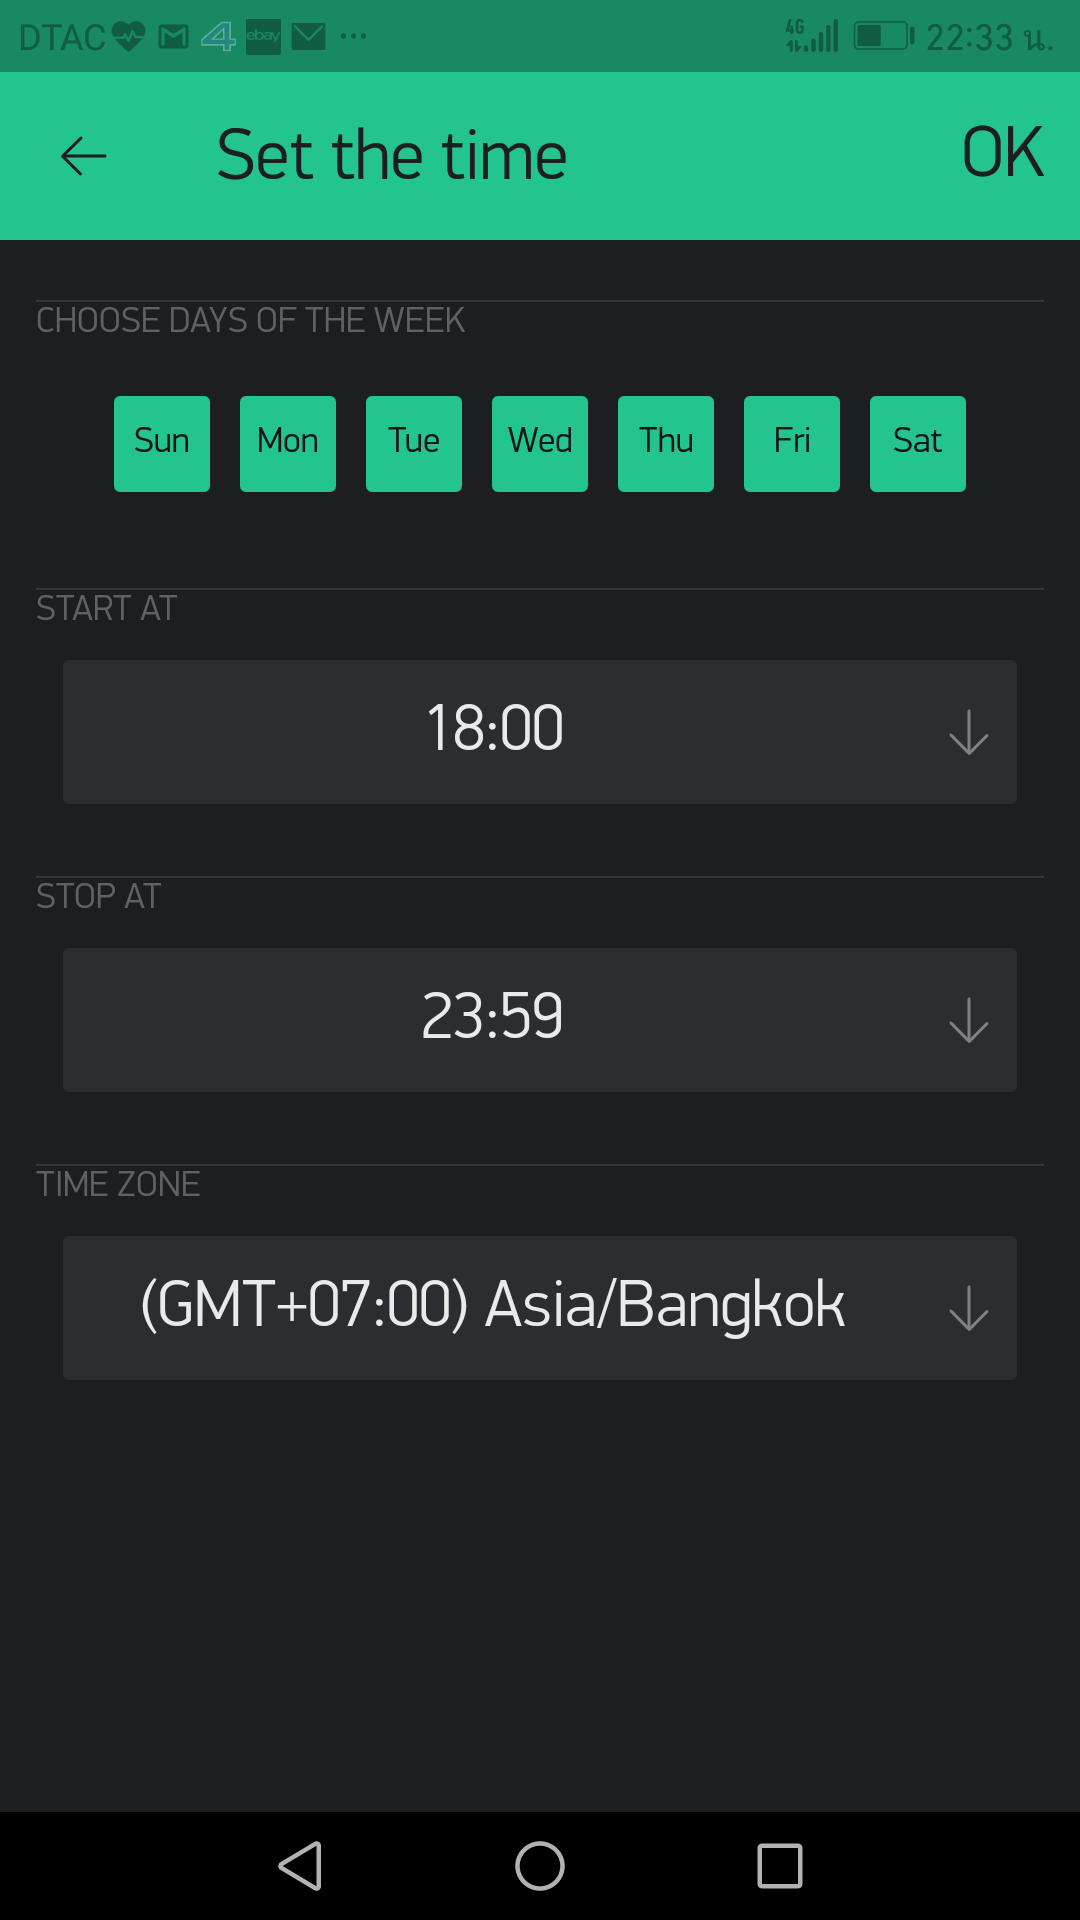 DTAC 4 ebay ... 4G 22:33 น.
Set the time OK
CHOOSE DAYS OF THE WEEK
Sun Mon Tue Wed Thu Fri Sat
START AT
18:00
STOP AT
23:59
TIME ZONE
(GMT+07:00) Asia/Bangkok